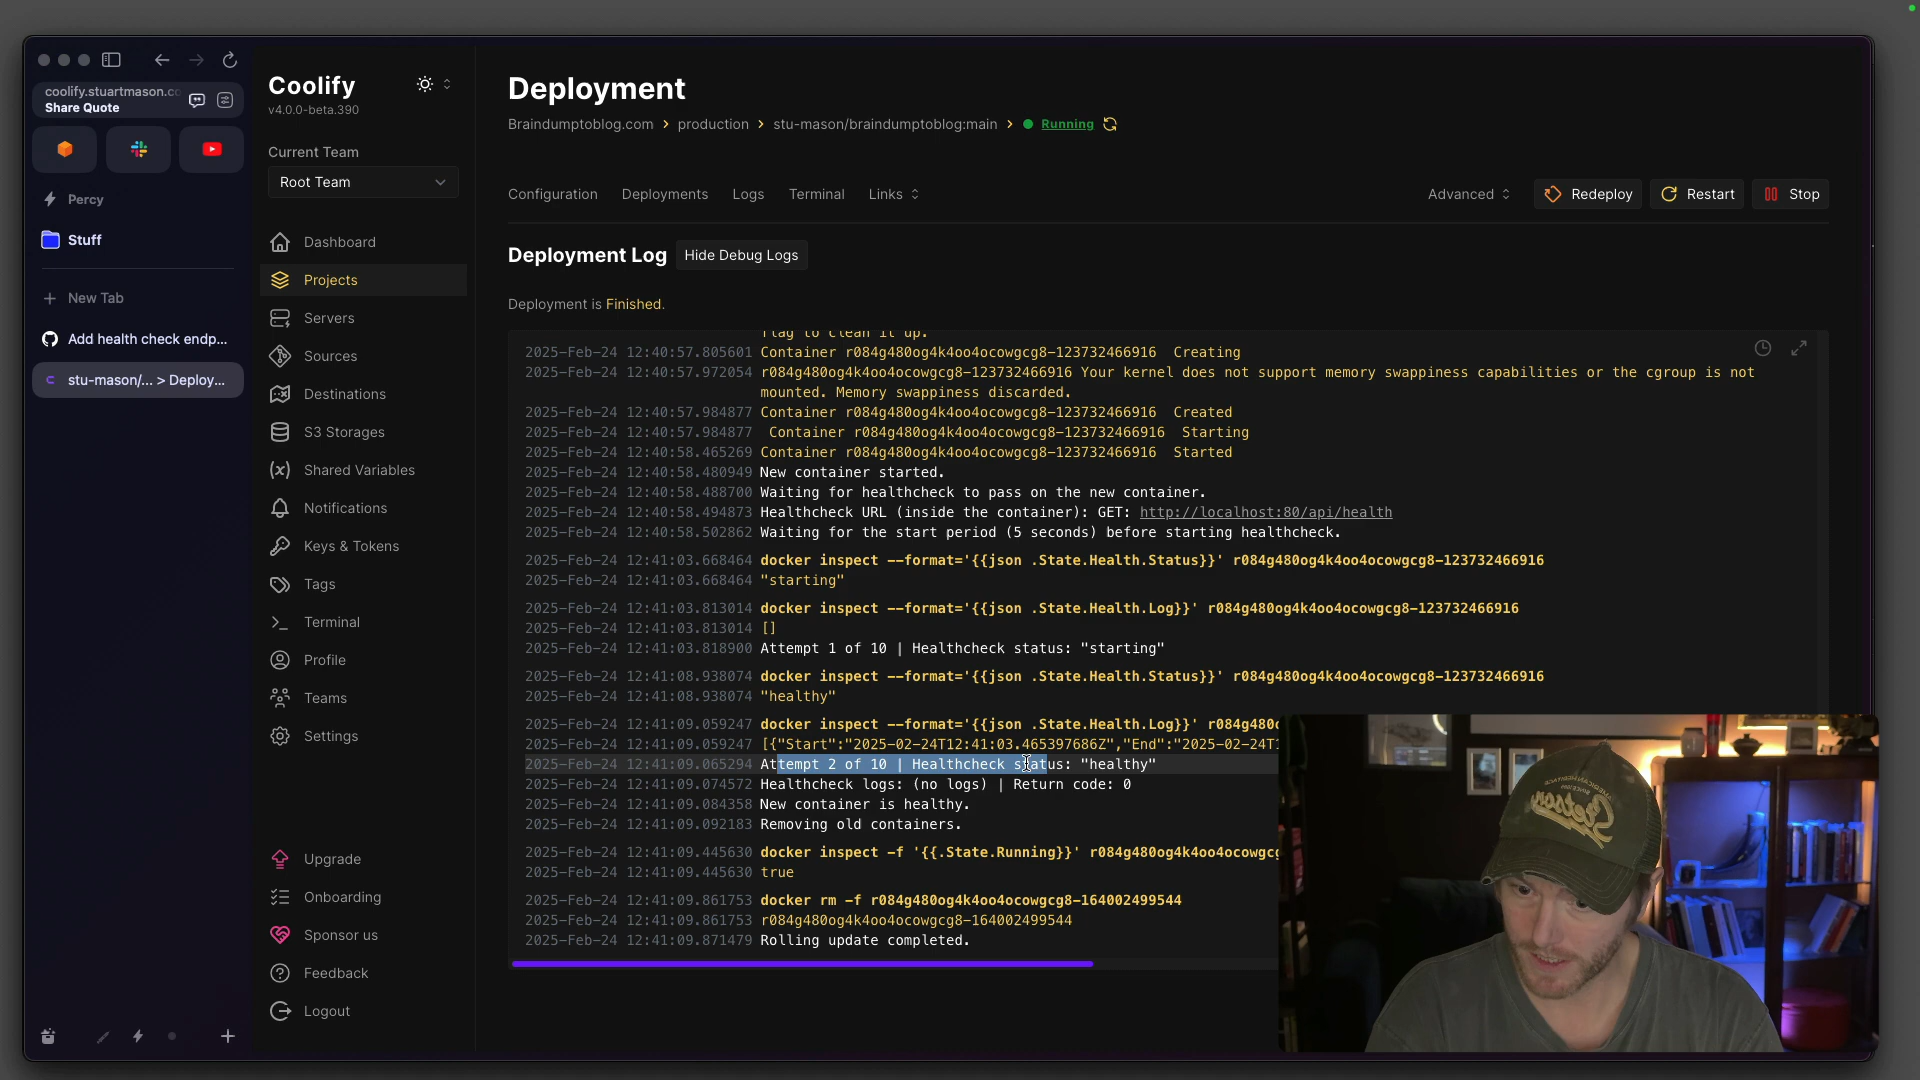 coolify.stuartmason.co
Share Quote
Percy
Stuff
New Tab
Add health check endp...
stu-mason/... > Deploy...
Coolify
v4.0.0-beta.390
Current Team
Root Team
Dashboard
Projects
Servers
Sources
Destinations
S3 Storages
Shared Variables
Notifications
Keys & Tokens
Tags
Terminal
Profile
Teams
Settings
Upgrade
Onboarding
Sponsor us
Feedback
Logout
Deployment
Braindumptoblog.com > production > stu-mason/braindumptoblog:main > Running
Configuration Deployments Logs Terminal Links Advanced Redeploy Restart Stop
Deployment Log Hide Debug Logs
Deployment is Finished.
flag to clean it up.
2025-Feb-24 12:40:57.805601 Container r084g480og4k4oo4ocowgcg8-123732466916 Creating
2025-Feb-24 12:40:57.972054 r084g480og4k4oo4ocowgcg8-123732466916 Your kernel does not support memory swappiness capabilities or the cgroup is not
mounted. Memory swappiness discarded.
2025-Feb-24 12:40:57.984877 Container r084g480og4k4oo4ocowgcg8-123732466916 Created
2025-Feb-24 12:40:57.984877 Container r084g480og4k4oo4ocowgcg8-123732466916 Starting
2025-Feb-24 12:40:58.465269 Container r084g480og4k4oo4ocowgcg8-123732466916 Started
2025-Feb-24 12:40:58.480949 New container started.
2025-Feb-24 12:40:58.488700 Waiting for healthcheck to pass on the new container.
2025-Feb-24 12:40:58.494873 Healthcheck URL (inside the container): GET: http://localhost:80/api/health
2025-Feb-24 12:40:58.502862 Waiting for the start period (5 seconds) before starting healthcheck.
2025-Feb-24 12:41:03.668464 docker inspect --format='{{json .State.Health.Status}}' r084g480og4k4oo4ocowgcg8-123732466916
2025-Feb-24 12:41:03.668464 "starting"
2025-Feb-24 12:41:03.813014 docker inspect --format='{{json .State.Health.Log}}' r084g480og4k4oo4ocowgcg8-123732466916
2025-Feb-24 12:41:03.813014 []
2025-Feb-24 12:41:03.818900 Attempt 1 of 10 | Healthcheck status: "starting"
2025-Feb-24 12:41:08.938074 docker inspect --format='{{json .State.Health.Status}}' r084g480og4k4oo4ocowgcg8-123732466916
2025-Feb-24 12:41:08.938074 "healthy"
2025-Feb-24 12:41:09.059247 docker inspect --format='{{json .State.Health.Log}}' r084g480
2025-Feb-24 12:41:09.059247 [{"Start":"2025-02-24T12:41:03.465397686Z","End":"2025-02-24T1
2025-Feb-24 12:41:09.065294 Attempt 2 of 10 | Healthcheck status: "healthy"
2025-Feb-24 12:41:09.074572 Healthcheck logs: (no logs) | Return code: 0
2025-Feb-24 12:41:09.084358 New container is healthy.
2025-Feb-24 12:41:09.092183 Removing old containers.
2025-Feb-24 12:41:09.445630 docker inspect -f '{{.State.Running}}' r084g480og4k4oo4ocowgc
2025-Feb-24 12:41:09.445630 true
2025-Feb-24 12:41:09.861753 docker rm -f r084g480og4k4oo4ocowgcg8-164002499544
2025-Feb-24 12:41:09.861753 r084g480og4k4oo4ocowgcg8-164002499544
2025-Feb-24 12:41:09.871479 Rolling update completed.
Stetson